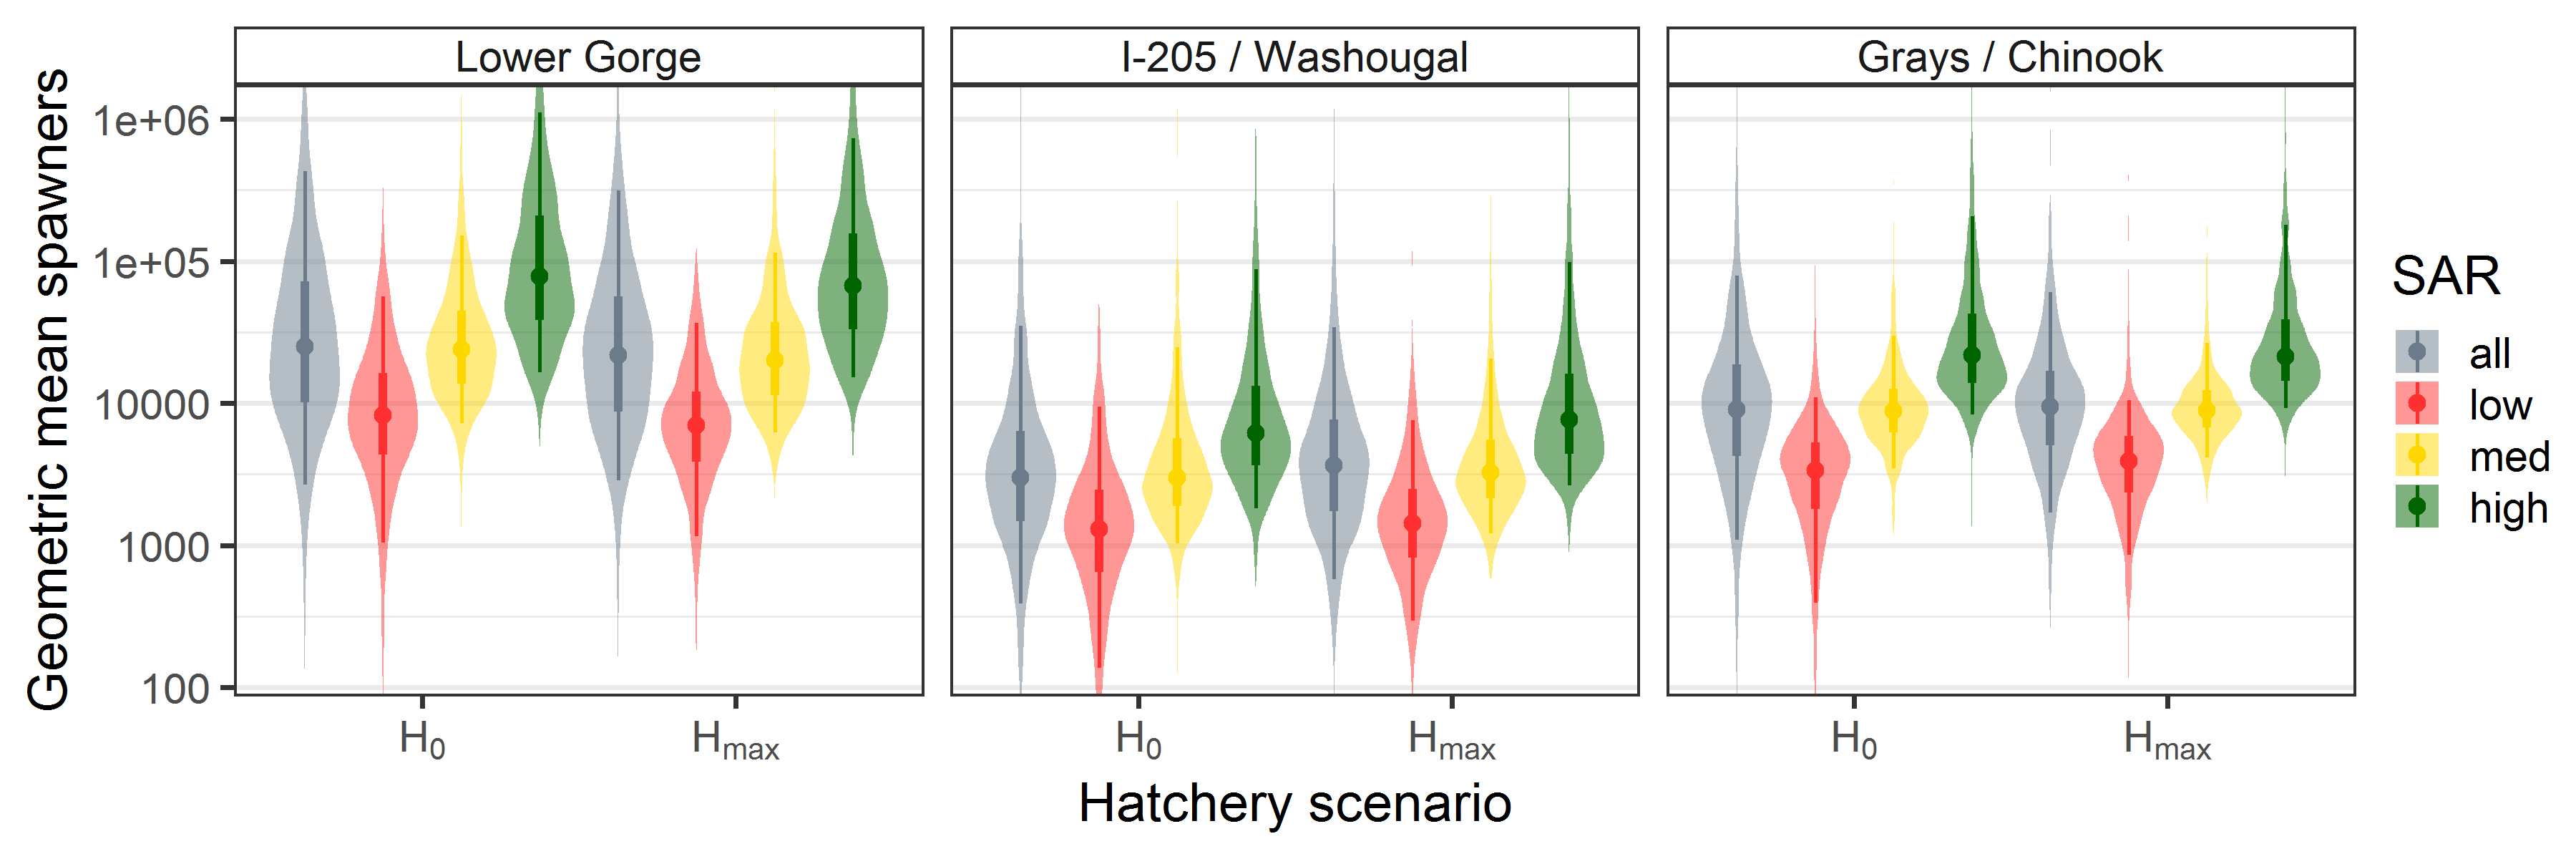 Lower Gorge
I-205 / Washougal
Grays / Chinook
Geometric mean spawners
1e+06
1e+05
10000
1000
100
H0
Hmax
H0
Hmax
H0
Hmax
Hatchery scenario
SAR
all
low
med
high